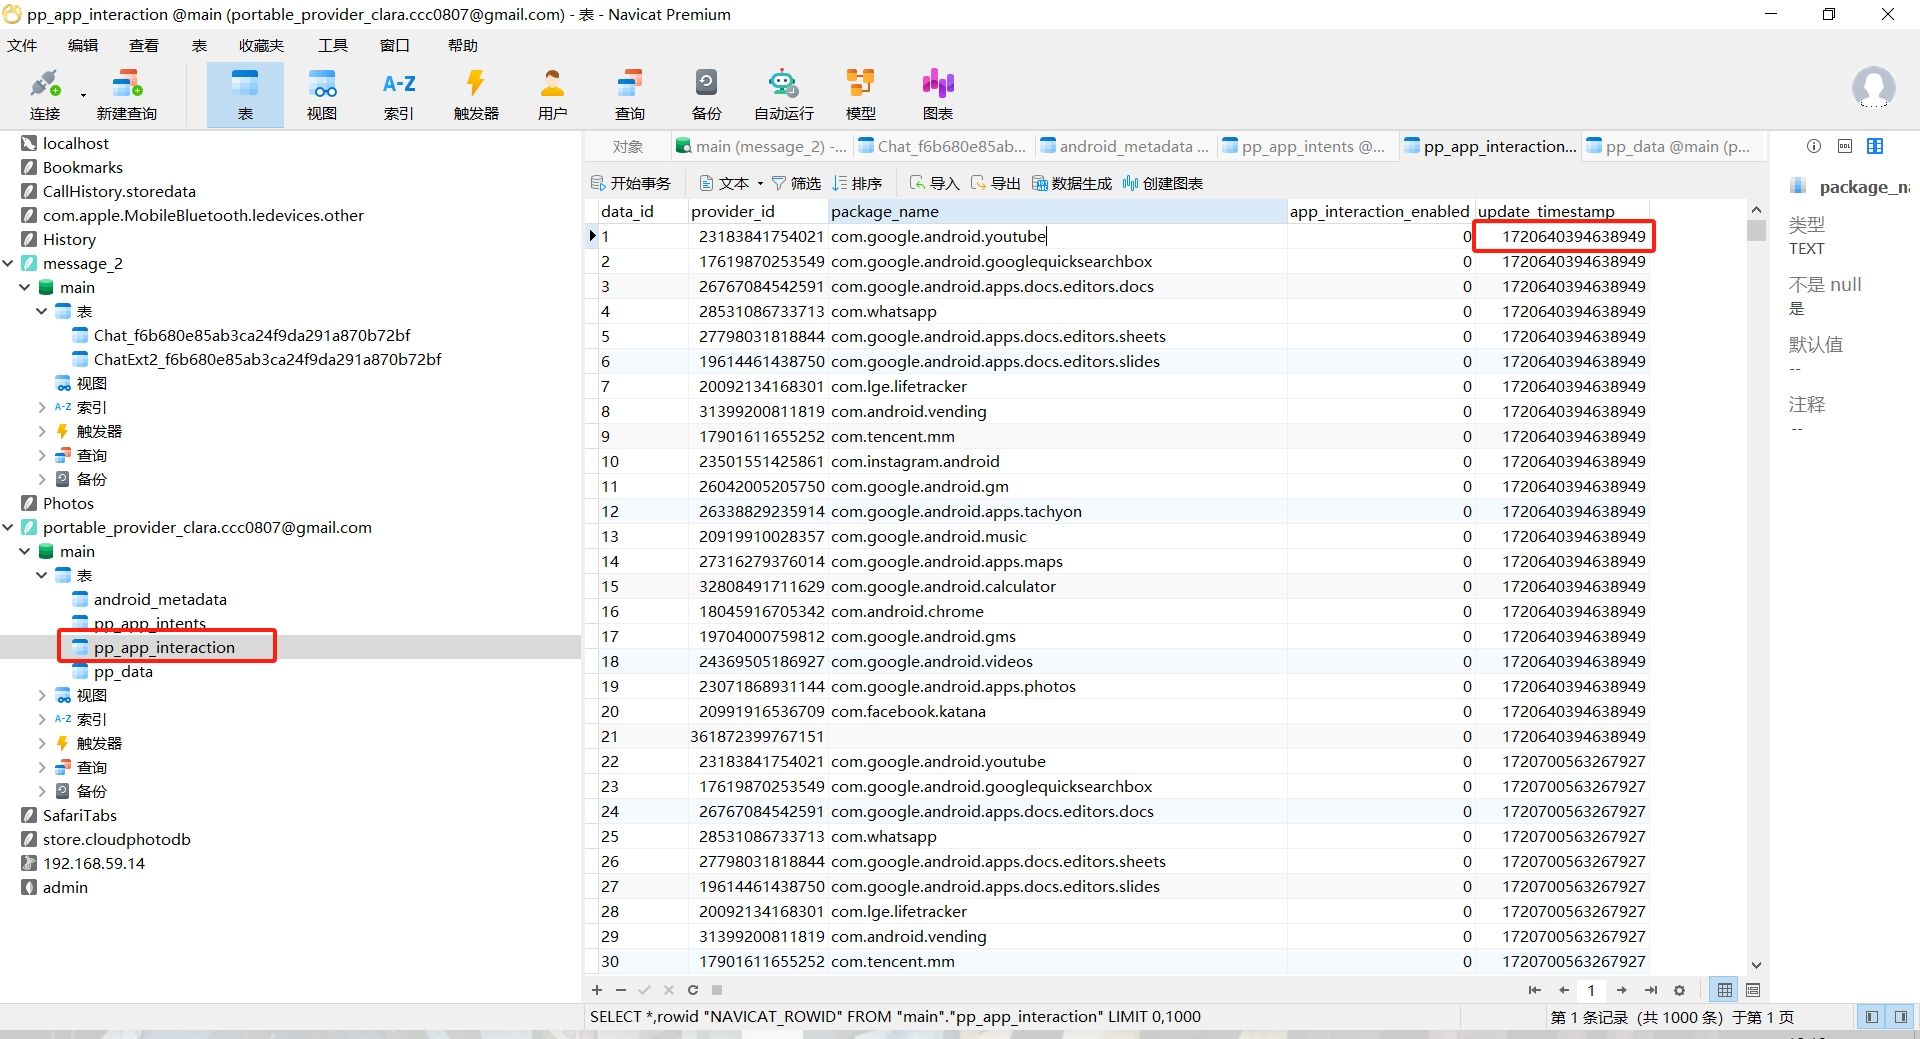 pp_app_interaction @main (portable_provider_clara.ccc0807@gmail.com) - 表 - Navicat Premium
文件 编辑 查看 表 收藏夹 工具 窗口 帮助
连接 新建查询 表 视图 A-Z 索引 触发器 用户 查询 备份 自动运行 模型 图表
localhost
Bookmarks
CallHistory.storedata
com.apple.MobileBluetooth.ledevices.other
History
message_2
main
表
Chat_f6b680e85ab3ca24f9da291a870b72bf
ChatExt2_f6b680e85ab3ca24f9da291a870b72bf
视图
A-Z 索引
触发器
查询
备份
Photos
portable_provider_clara.ccc0807@gmail.com
main
表
android_metadata
pp_app_intents
pp_app_interaction
pp_data
视图
A-Z 索引
触发器
查询
备份
SafariTabs
store.cloudphotodb
192.168.59.14
admin
对象 main (message_2) -... Chat_f6b680e85ab... android_metadata ... pp_app_intents @... pp_app_interaction... pp_data @main (p...
开始事务 文本 筛选 排序 导入 导出 数据生成 创建图表
data_id provider_id package_name app_interaction_enabled update_timestamp
1 23183841754021 com.google.android.youtube 0 1720640394638949
2 17619870253549 com.google.android.googlequicksearchbox 0 1720640394638949
3 26767084542591 com.google.android.apps.docs.editors.docs 0 1720640394638949
4 28531086733713 com.whatsapp 0 1720640394638949
5 27798031818844 com.google.android.apps.docs.editors.sheets 0 1720640394638949
6 19614461438750 com.google.android.apps.docs.editors.slides 0 1720640394638949
7 20092134168301 com.lge.lifetracker 0 1720640394638949
8 31399200811819 com.android.vending 0 1720640394638949
9 17901611655252 com.tencent.mm 0 1720640394638949
10 23501551425861 com.instagram.android 0 1720640394638949
11 26042005205750 com.google.android.gm 0 1720640394638949
12 26338829235914 com.google.android.apps.tachyon 0 1720640394638949
13 20919910028357 com.google.android.music 0 1720640394638949
14 27316279376014 com.google.android.apps.maps 0 1720640394638949
15 32808491711629 com.google.android.calculator 0 1720640394638949
16 18045916705342 com.android.chrome 0 1720640394638949
17 19704000759812 com.google.android.gms 0 1720640394638949
18 24369505186927 com.google.android.videos 0 1720640394638949
19 23071868931144 com.google.android.apps.photos 0 1720640394638949
20 20991916536709 com.facebook.katana 0 1720640394638949
21 361872399767151 0 1720640394638949
22 23183841754021 com.google.android.youtube 0 1720700563267927
23 17619870253549 com.google.android.googlequicksearchbox 0 1720700563267927
24 26767084542591 com.google.android.apps.docs.editors.docs 0 1720700563267927
25 28531086733713 com.whatsapp 0 1720700563267927
26 27798031818844 com.google.android.apps.docs.editors.sheets 0 1720700563267927
27 19614461438750 com.google.android.apps.docs.editors.slides 0 1720700563267927
28 20092134168301 com.lge.lifetracker 0 1720700563267927
29 31399200811819 com.android.vending 0 1720700563267927
30 17901611655252 com.tencent.mm 0 1720700563267927
1
SELECT *,rowid "NAVICAT_ROWID" FROM "main"."pp_app_interaction" LIMIT 0,1000
第 1 条记录 (共 1000 条) 于第 1 页
package_na
类型
TEXT
不是 null
是
默认值
--
注释
--